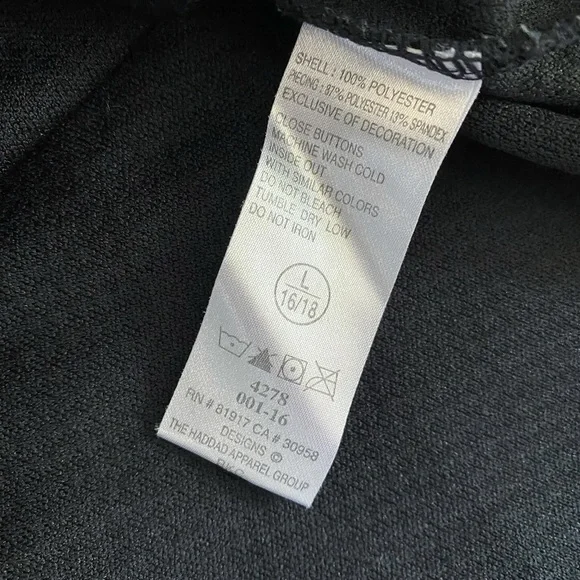 SHELL : 100% POLYESTER
PIECING : 87% POLYESTER 13% SPANDEX
EXCLUSIVE OF DECORATION
CLOSE BUTTONS
MACHINE WASH COLD
INSIDE OUT
WITH SIMILAR COLORS
DO NOT BLEACH
TUMBLE DRY LOW
DO NOT IRON
L
16/18
4278
001-16
RN # 81917 CA # 30958
DESIGNS ©
THE HADDAD APPAREL GROUP